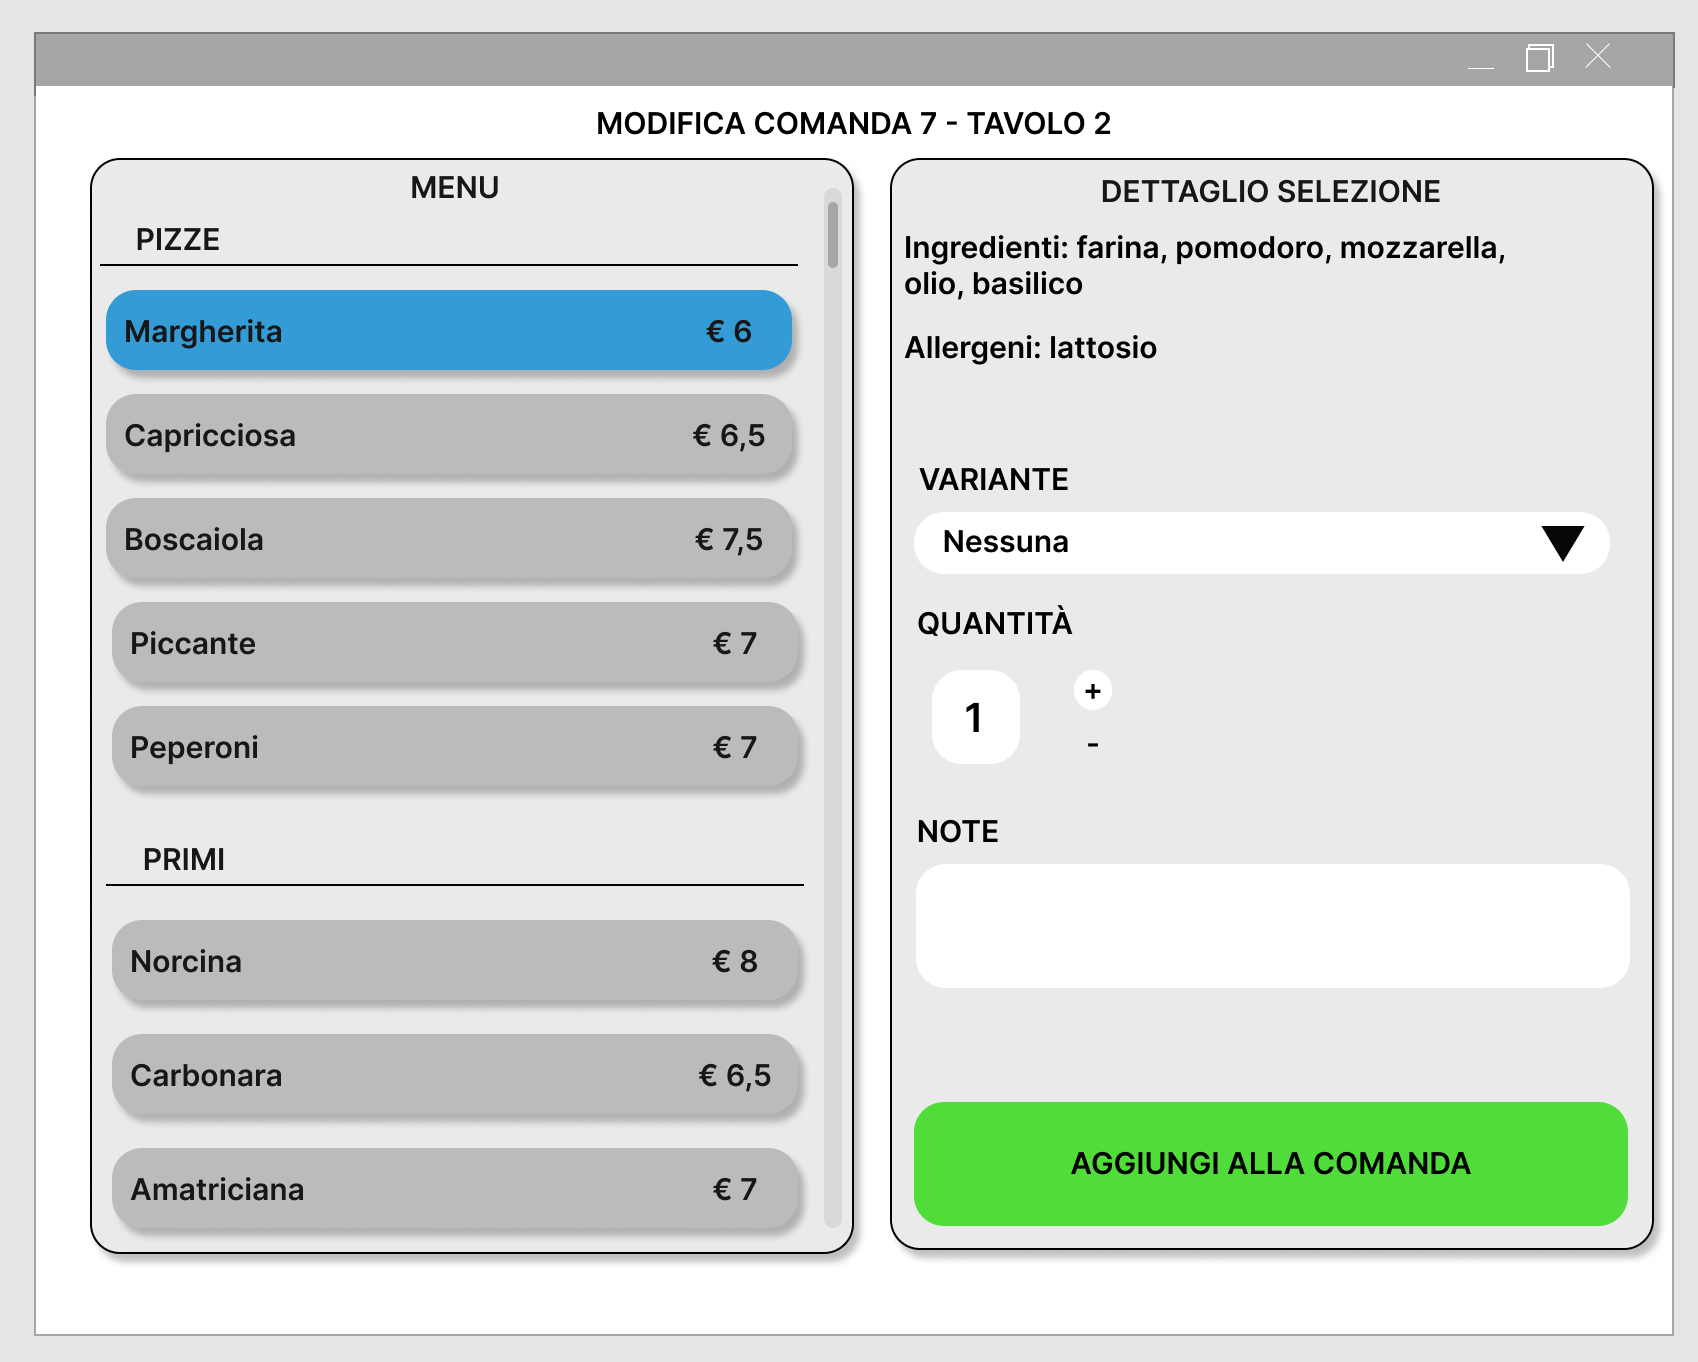 MODIFICA COMANDA 7 - TAVOLO 2
MENU
PIZZE
Margherita € 6
Capricciosa € 6,5
Boscaiola € 7,5
Piccante € 7
Peperoni € 7
PRIMI
Norcina € 8
Carbonara € 6,5
Amatriciana € 7
DETTAGLIO SELEZIONE
Ingredienti: farina, pomodoro, mozzarella,
olio, basilico
Allergeni: lattosio
VARIANTE
Nessuna
QUANTITÀ
1
+
-
NOTE
AGGIUNGI ALLA COMANDA